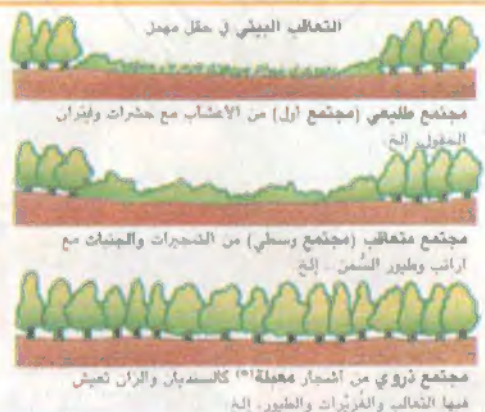 التعاقب البيئي في حقل مهمل
مجتمع طليعي (مجتمع أول) من الأعشاب مع حشرات وفئران
الحقول، إلخ.
مجتمع متعاقب (مجتمع وسطي) من الشجيرات والجنبات مع
أرانب وطيور السُّمن .. إلخ.
مجتمع ذروي من أشجار معبلة(*) كالسنديان والزان تعيش
فيها الثعالب والغُرَيْرات والطيور، إلخ.